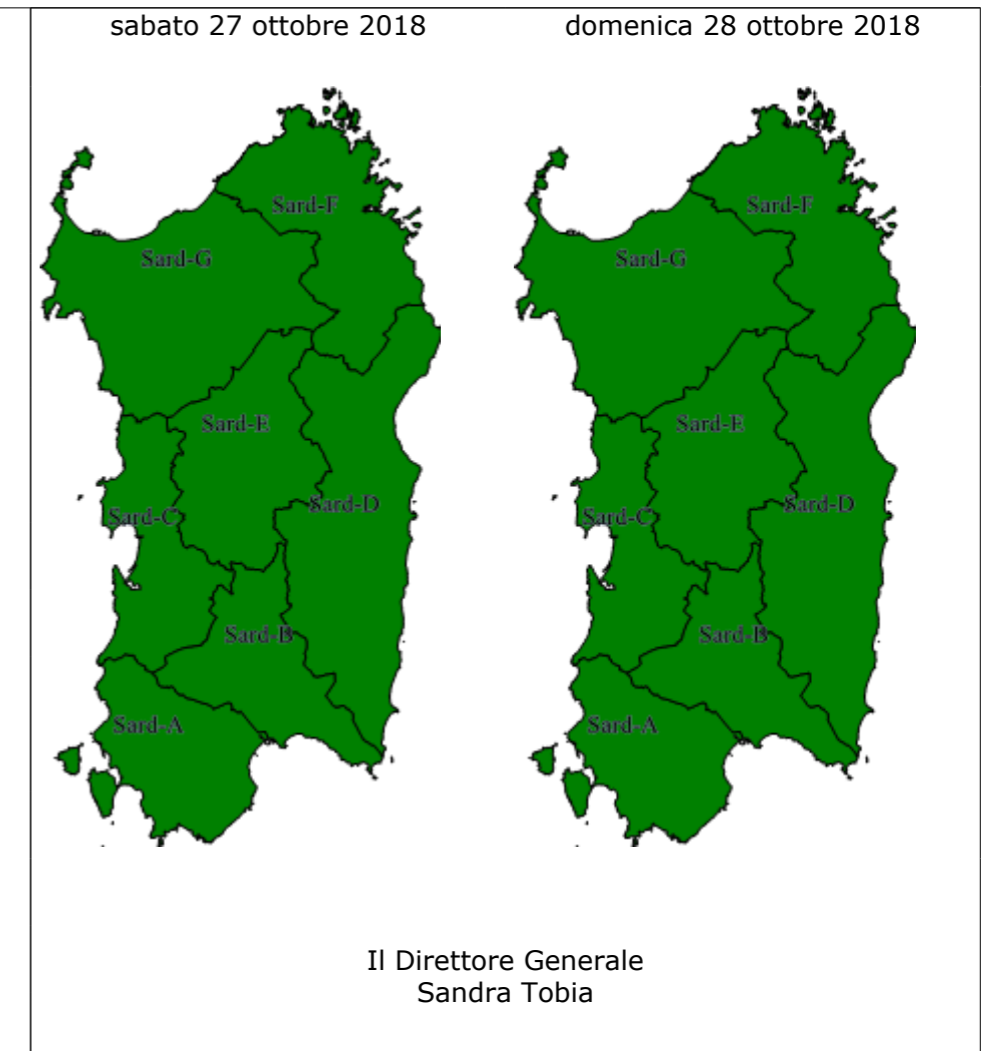 sabato 27 ottobre 2018
domenica 28 ottobre 2018
Sard-F
Sard-G
Sard-E
Sard-D
Sard-C
Sard-B
Sard-A
Sard-F
Sard-G
Sard-E
Sard-D
Sard-C
Sard-B
Sard-A
Il Direttore Generale
Sandra Tobia